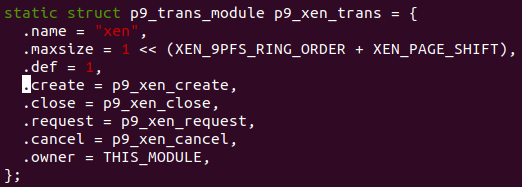 static struct p9_trans_module p9_xen_trans = {
.name = "xen",
.maxsize = 1 << (XEN_9PFS_RING_ORDER + XEN_PAGE_SHIFT),
.def = 1,
.create = p9_xen_create,
.close = p9_xen_close,
.request = p9_xen_request,
.cancel = p9_xen_cancel,
.owner = THIS_MODULE,
};